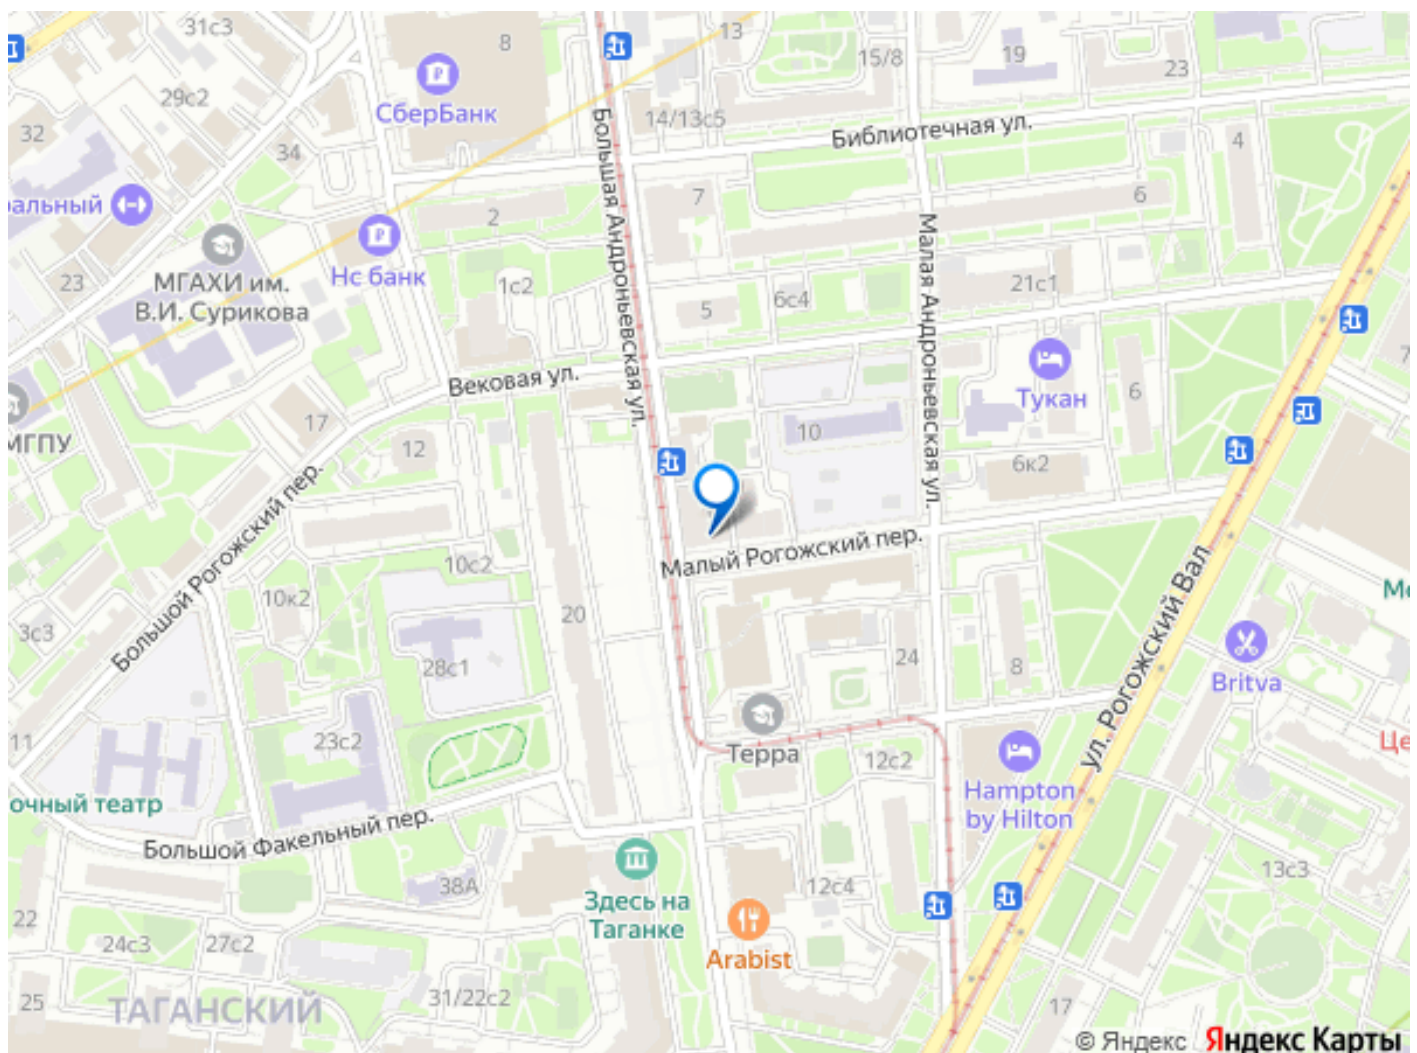 31с3
8
13
15/8
19
23
СберБанк
29с2
32
34
14/13с5
Библиотечная ул.
4
Большая Андроньевская ул.
ральный
2
7
6
Малая Андроньевская ул.
МГАХИ им.
В.И. Сурикова
23
Нс банк
1с2
5
6с4
21с1
7
Вековая ул.
Тукан
6
МГПУ
17
12
10
6к2
Большой Рогожский пер.
Малый Рогожский пер.
10с2
10к2
3с3
20
28с1
24
8
ул. Рогожский Вал
Britva
11
23с2
Терра
12с2
Hampton
by Hilton
очный театр
Большой Факельный пер.
38А
Здесь на
Таганке
12с4
13с3
22
24с3
27с2
Arabist
25
ТАГАНСКИЙ
31/22с2
17
© Яндекс Яндекс Карты